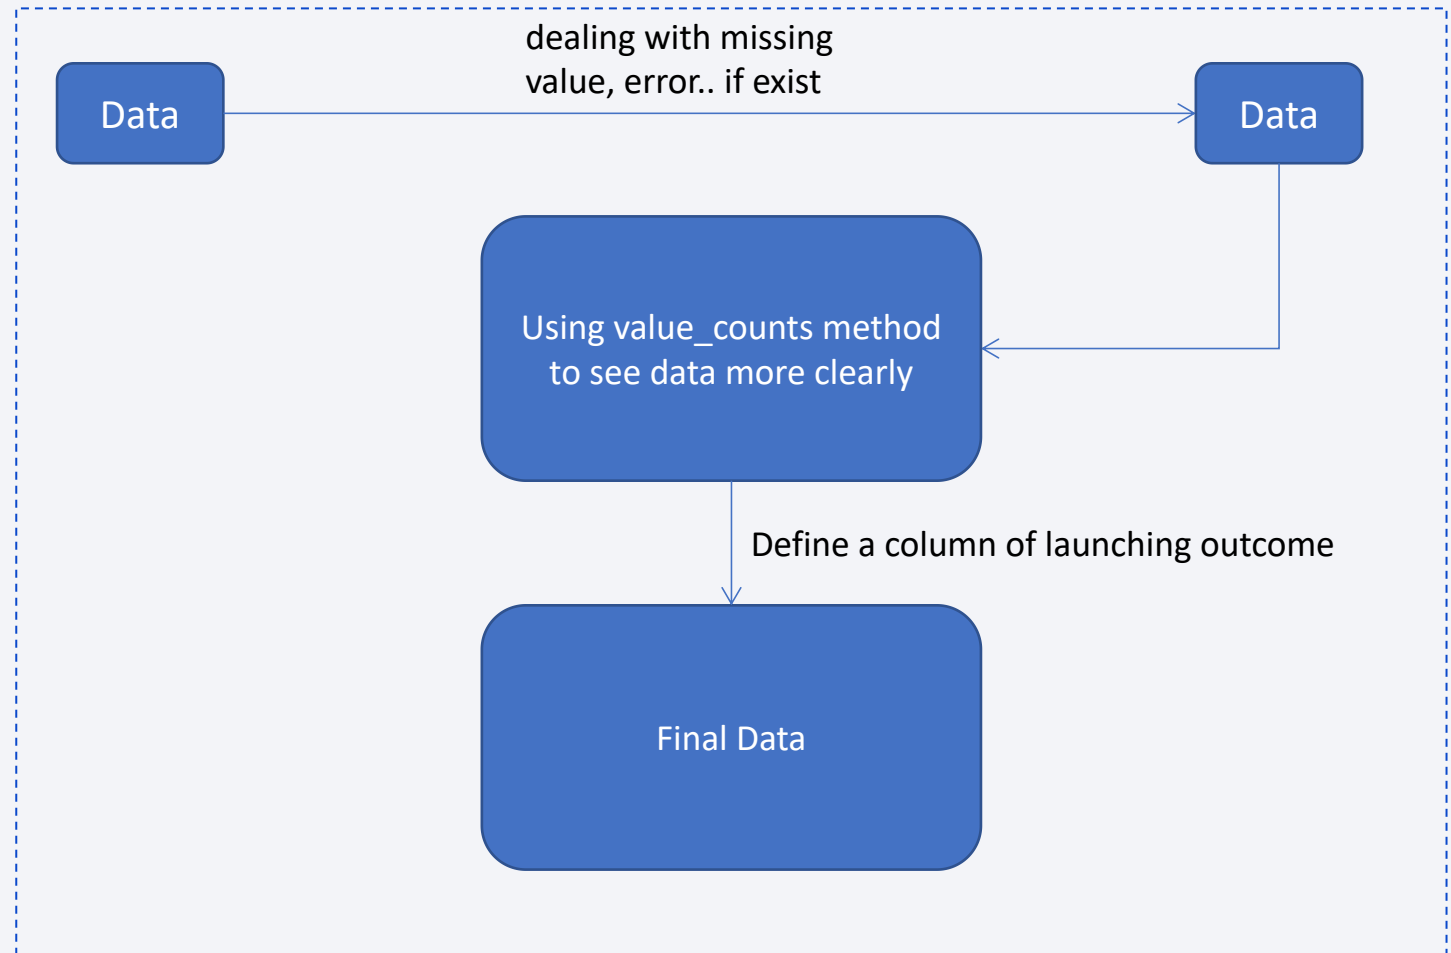 dealing with missing
value, error.. if exist
Data
Data
Using value_counts method
to see data more clearly
Define a column of launching outcome
Final Data